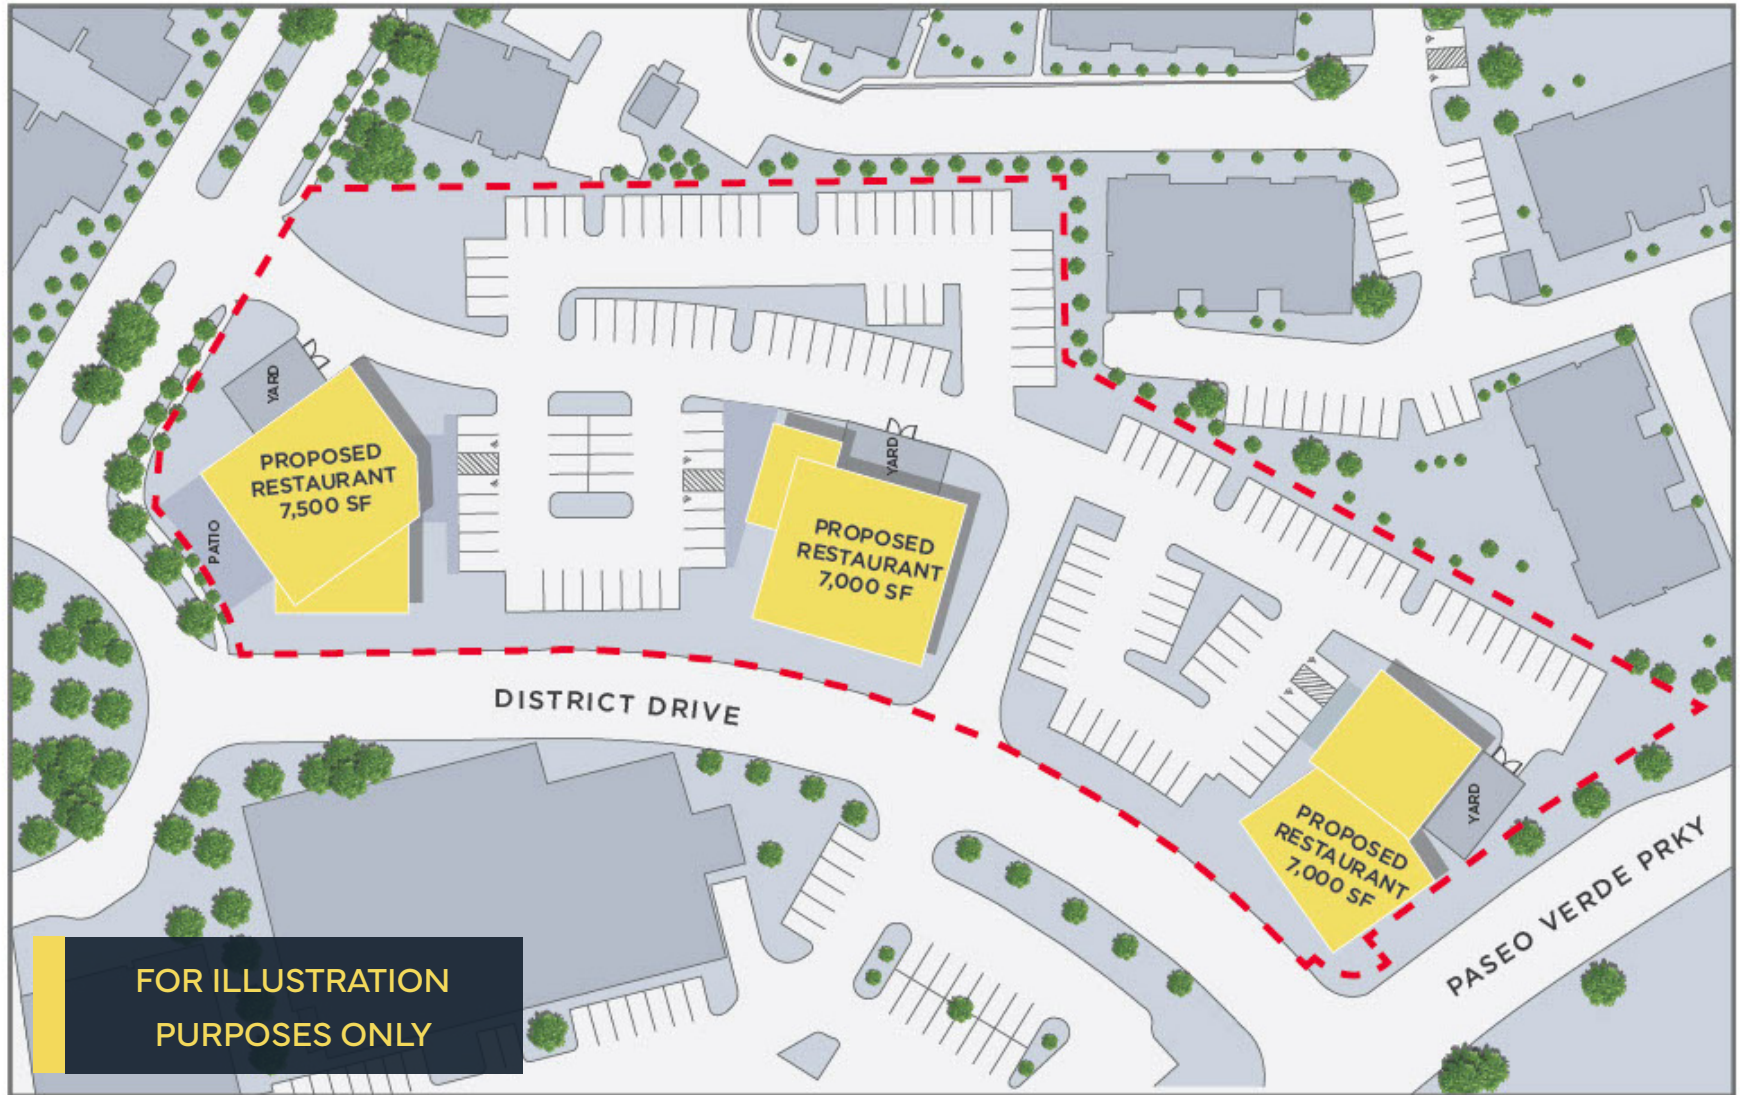 YARD
PROPOSED
RESTAURANT
7,500 SF
PATIO
YARD
PROPOSED
RESTAURANT
7,000 SF
DISTRICT DRIVE
YARD
PROPOSED
RESTAURANT
7,000 SF
PASEO VERDE PRKY
FOR ILLUSTRATION
PURPOSES ONLY